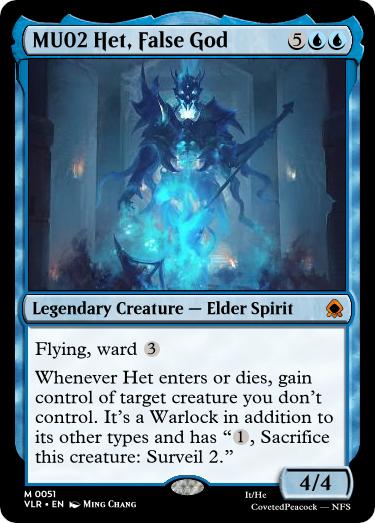 MU02 Het, False God 5
Legendary Creature — Elder Spirit
Flying, ward 3
Whenever Het enters or dies, gain
control of target creature you don't
control. It's a Warlock in addition to
its other types and has “1, Sacrifice
this creature: Surveil 2.”
4/4
M 0051 It/He
VLR • EN Ming Chang CovetedPeacock — NFS